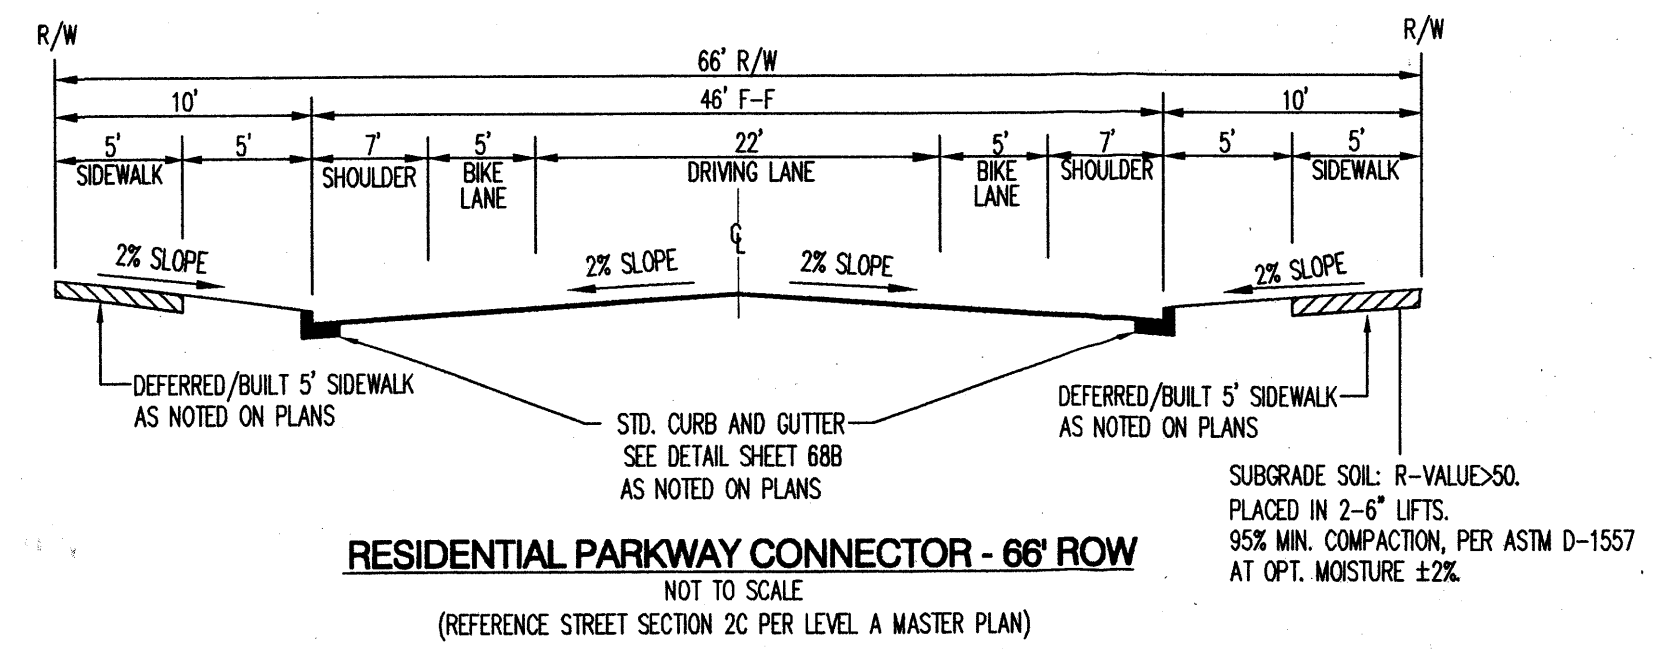 R/W
R/W
66' R/W
10'
46' F-F
10'
5'
5'
7'
5'
22'
5'
7'
5'
5'
SIDEWALK
SHOULDER
BIKE
LANE
DRIVING LANE
BIKE
LANE
SHOULDER
SIDEWALK
CL
2% SLOPE
2% SLOPE
2% SLOPE
2% SLOPE
DEFERRED/BUILT 5' SIDEWALK
AS NOTED ON PLANS
STD. CURB AND GUTTER
SEE DETAIL SHEET 68B
AS NOTED ON PLANS
DEFERRED/BUILT 5' SIDEWALK
AS NOTED ON PLANS
SUBGRADE SOIL: R-VALUE>50.
PLACED IN 2-6" LIFTS.
95% MIN. COMPACTION, PER ASTM D-1557
AT OPT. MOISTURE ±2%.
RESIDENTIAL PARKWAY CONNECTOR - 66' ROW
NOT TO SCALE
(REFERENCE STREET SECTION 2C PER LEVEL A MASTER PLAN)